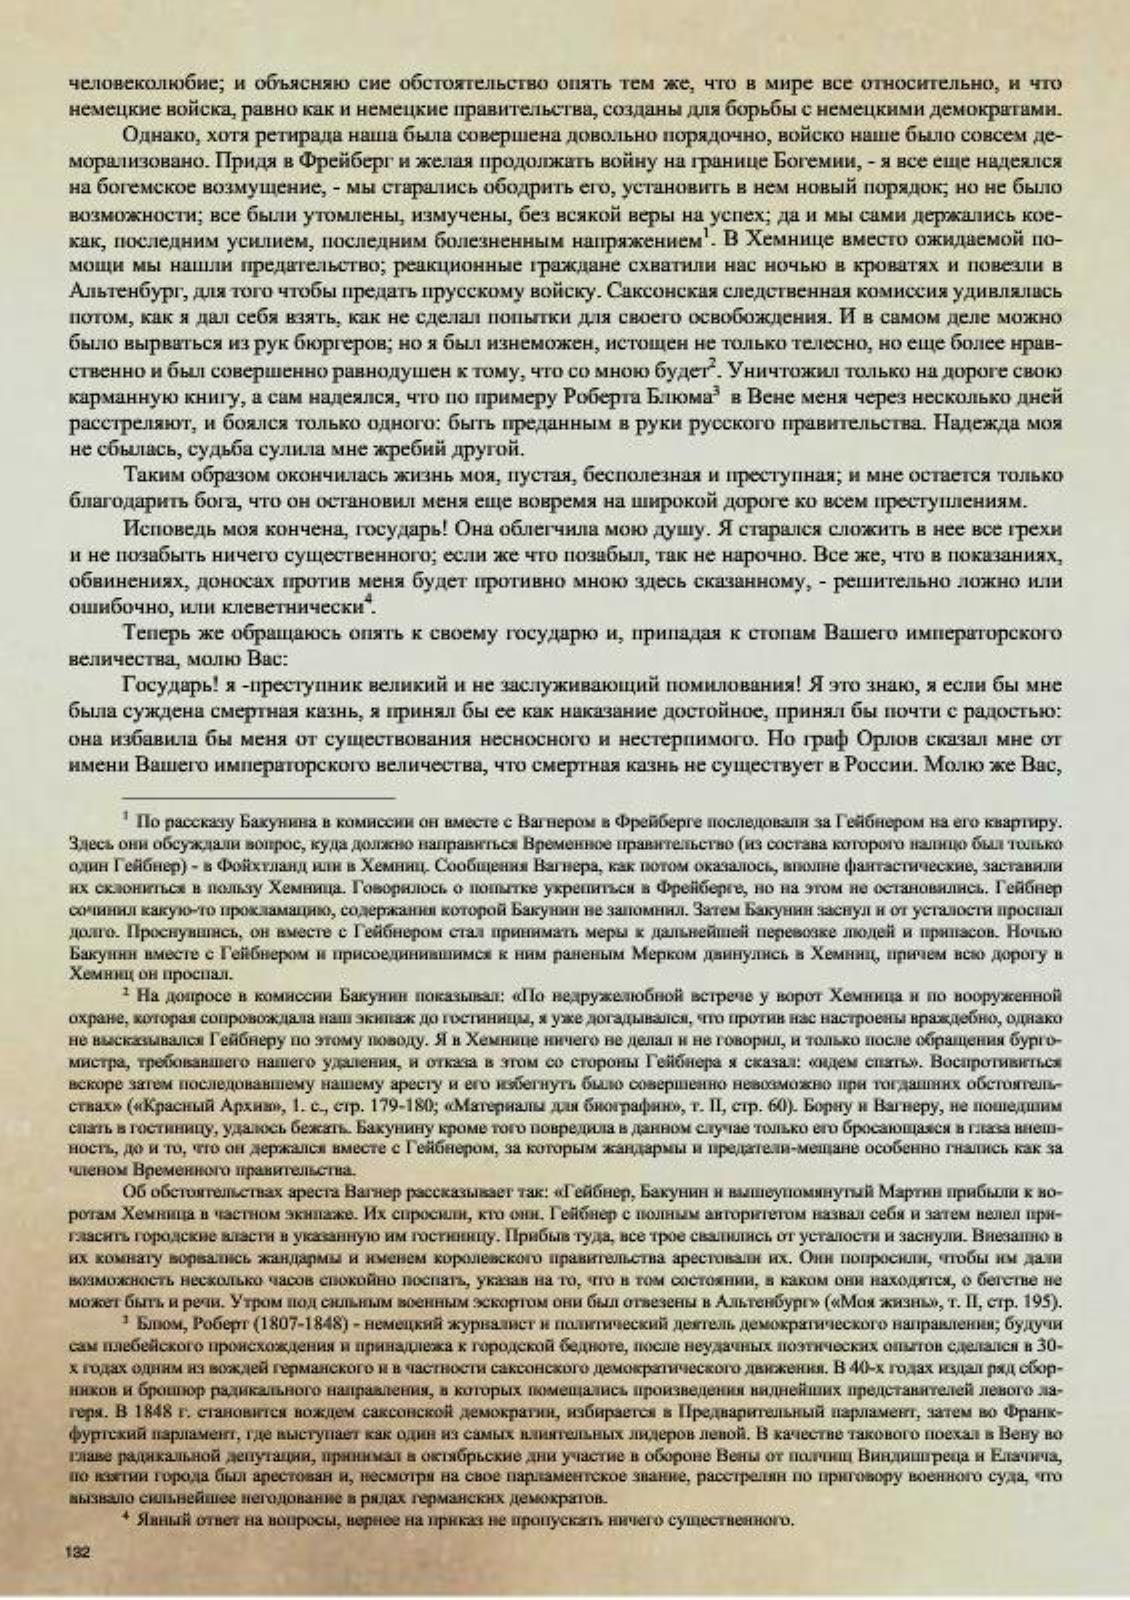 человеколюбие; и объясняю сие обстоятельство опять тем же, что в мире все относительно, и что
немецкие войска, равно как и немецкие правительства, созданы для борьбы с немецкими демократами.
Однако, хотя ретирада наша была совершена довольно порядочно, войско наше было совсем де-
морализовано. Придя в Фрейберг и желая продолжать войну на границе Богемии, - я все еще надеялся
на богемское возмущение, - мы старались ободрить его, установить в нем новый порядок; но не было
возможности; все были утомлены, измучены, без всякой веры на успех; да и мы сами держались кое-
как, последним усилием, последним болезненным напряжением¹. В Хемнице вместо ожидаемой по-
мощи мы нашли предательство; реакционные граждане схватили нас ночью в кроватях и повезли в
Альтенбург, для того чтобы предать прусскому войску. Саксонская следственная комиссия удивлялась
потом, как я дал себя взять, как не сделал попытки для своего освобождения. И в самом деле можно
было вырваться из рук бюргеров; но я был изнеможен, истощен не только телесно, но еще более нрав-
ственно и был совершенно равнодушен к тому, что со мною будет². Уничтожил только на дороге свою
карманную книгу, а сам надеялся, что по примеру Роберта Блюма³ в Вене меня через несколько дней
расстреляют, и боялся только одного: быть преданным в руки русского правительства. Надежда моя
не сбылась, судьба сулила мне жребий другой.
Таким образом окончилась жизнь моя, пустая, бесполезная и преступная; и мне остается только
благодарить бога, что он остановил меня еще вовремя на широкой дороге ко всем преступлениям.
Исповедь моя кончена, государь! Она облегчила мою душу. Я старался сложить в нее все грехи
и не позабыть ничего существенного; если же что позабыл, так не нарочно. Все же, что в показаниях,
обвинениях, доносах против меня будет противно мною здесь сказанному, - решительно ложно или
ошибочно, или клеветнически⁴.
Теперь же обращаюсь опять к своему государю и, припадая к стопам Вашего императорского
величества, молю Вас:
Государь! я -преступник великий и не заслуживающий помилования! Я это знаю, я если бы мне
была суждена смертная казнь, я принял бы ее как наказание достойное, принял бы почти с радостью:
она избавила бы меня от существования несносного и нестерпимого. Но граф Орлов сказал мне от
имени Вашего императорского величества, что смертная казнь не существует в России. Молю же Вас,
¹ По рассказу Бакунина в комиссии он вместе с Вагнером в Фрейберге последовали за Гейбнером на его квартиру.
Здесь они обсуждали вопрос, куда должно направиться Временное правительство (из состава которого налицо был только
один Гейбнер) - в Фойхтланд или в Хемниц. Сообщения Вагнера, как потом оказалось, вполне фантастические, заставили
их склониться в пользу Хемница. Говорилось о попытке укрепиться в Фрейберге, но на этом не остановились. Гейбнер
сочинил какую-то прокламацию, содержания которой Бакунин не запомнил. Затем Бакунин заснул и от усталости проспал
долго. Проснувшись, он вместе с Гейбнером стал принимать меры к дальнейшей перевозке людей и припасов. Ночью
Бакунин вместе с Гейбнером и присоединившимся к ним раненым Мерком двинулись в Хемниц, причем всю дорогу в
Хемниц он проспал.
² На допросе в комиссии Бакунин показывал: «По недружелюбной встрече у ворот Хемница и по вооруженной
охране, которая сопровождала наш экипаж до гостиницы, я уже догадывался, что против нас настроены враждебно, однако
не высказывался Гейбнеру по этому поводу. Я в Хемнице ничего не делал и не говорил, и только после обращения бурго-
мистра, требовавшего нашего удаления, и отказа в этом со стороны Гейбнера я сказал: «идем спать». Воспротивиться
вскоре затем последовавшему нашему аресту и его избегнуть было совершенно невозможно при тогдашних обстоятель-
ствах» («Красный Архив», 1. с., стр. 179-180; «Материалы для биографии», т. II, стр. 60). Борну и Вагнеру, не пошедшим
спать в гостиницу, удалось бежать. Бакунину кроме того повредила в данном случае только его бросающаяся в глаза внеш-
ность, до и то, что он держался вместе с Гейбнером, за которым жандармы и предатели-мещане особенно гнались как за
членом Временного правительства.
Об обстоятельствах ареста Вагнер рассказывает так: «Гейбнер, Бакунин и вышеупомянутый Мартин прибыли к во-
ротам Хемница в частном экипаже. Их спросили, кто они. Гейбнер с полным авторитетом назвал себя и затем велел при-
гласить городские власти в указанную им гостиницу. Прибыв туда, все трое свалились от усталости и заснули. Внезапно в
их комнату ворвались жандармы и именем королевского правительства арестовали их. Они попросили, чтобы им дали
возможность несколько часов спокойно поспать, указав на то, что в том состоянии, в каком они находятся, о бегстве не
может быть и речи. Утром под сильным военным эскортом они был отвезены в Альтенбург» («Моя жизнь», т. II, стр. 195).
³ Блюм, Роберт (1807-1848) - немецкий журналист и политический деятель демократического направления; будучи
сам плебейского происхождения и принадлежа к городской бедноте, после неудачных поэтических опытов сделался в 30-
х годах одним из вождей германского и в частности саксонского демократического движения. В 40-х годах издал ряд сбор-
ников и брошюр радикального направления, в которых помещались произведения виднейших представителей левого ла-
геря. В 1848 г. становится вождем саксонской демократии, избирается в Предварительный парламент, затем во Франк-
фуртский парламент, где выступает как один из самых влиятельных лидеров левой. В качестве такового поехал в Вену во
главе радикальной депутации, принимал в октябрьские дни участие в обороне Вены от полчищ Виндишгреца и Елачича,
по взятии города был арестован и, несмотря на свое парламентское звание, расстрелян по приговору военного суда, что
вызвало сильнейшее негодование в рядах германских демократов.
⁴ Явный ответ на вопросы, вернее на приказ не пропускать ничего существенного.
132